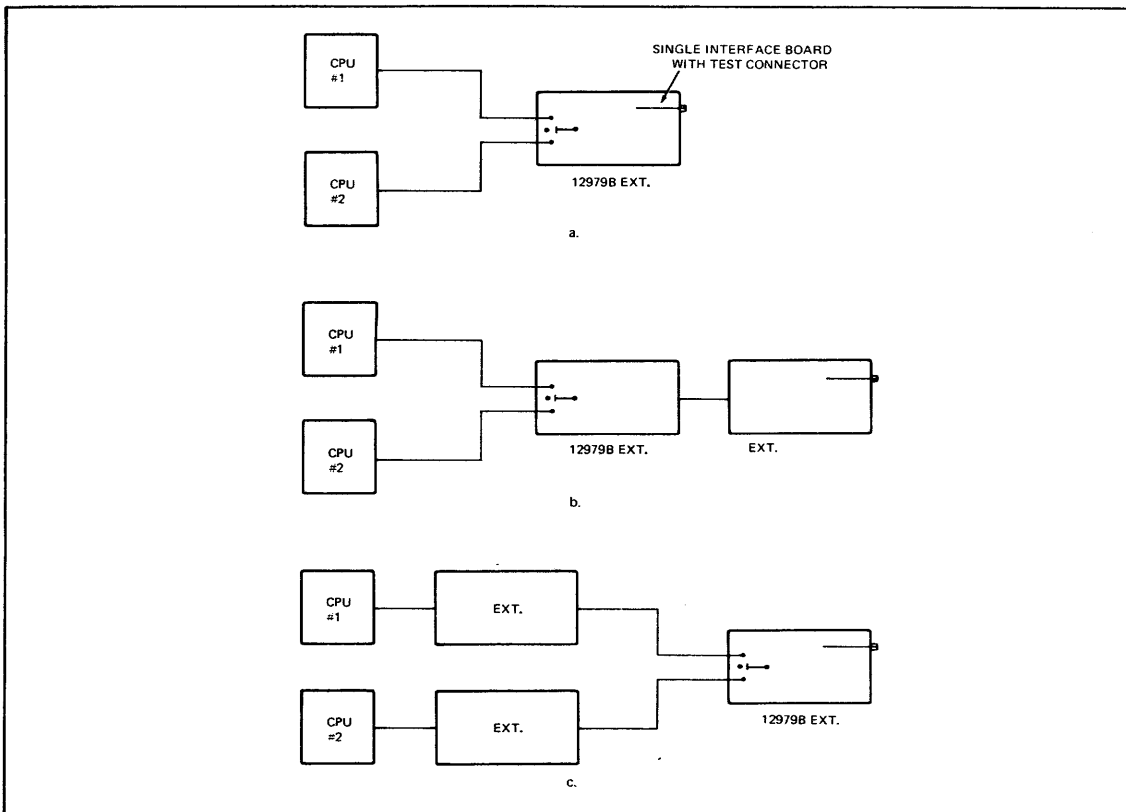 SINGLE INTERFACE BOARD
WITH TEST CONNECTOR
CPU
#1
CPU
#2
12979B EXT.
a.
CPU
#1
CPU
#2
12979B EXT.
EXT.
b.
CPU
#1
EXT.
CPU
#2
EXT.
12979B EXT.
c.